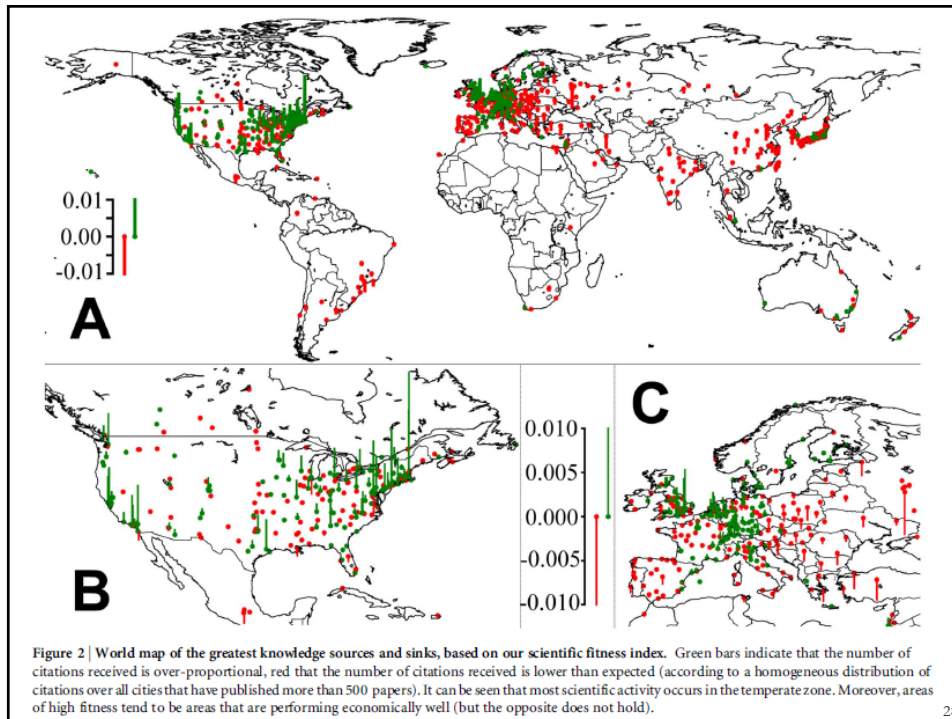 0.01
0.00
-0.01
A
B
0.010
0.005
0.000
-0.005
-0.010
C
Figure 2 | World map of the greatest knowledge sources and sinks, based on our scientific fitness index. Green bars indicate that the number of
citations received is over-proportional, red that the number of citations received is lower than expected (according to a homogeneous distribution of
citations over all cities that have published more than 500 papers). It can be seen that most scientific activity occurs in the temperate zone. Moreover, areas
of high fitness tend to be areas that are performing economically well (but the opposite does not hold).